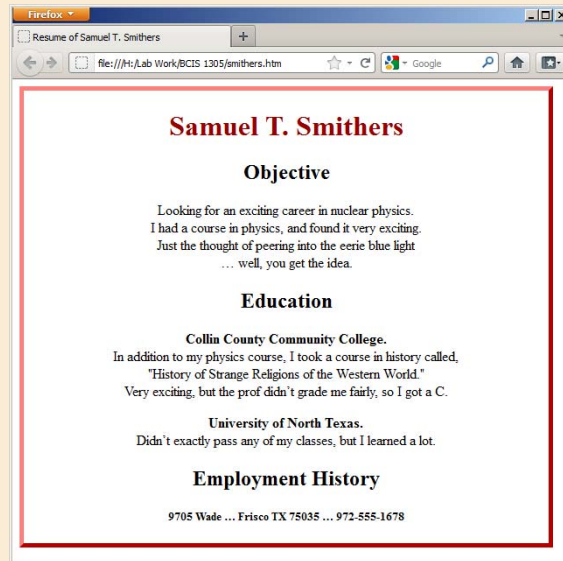 Firefox
Resume of Samuel T. Smithers
file:///H:/Lab Work/BCIS 1305/smithers.htm
Google
Samuel T. Smithers
Objective
Looking for an exciting career in nuclear physics.
I had a course in physics, and found it very exciting.
Just the thought of peering into the eerie blue light
… well, you get the idea.
Education
Collin County Community College.
In addition to my physics course, I took a course in history called,
"History of Strange Religions of the Western World."
Very exciting, but the prof didn’t grade me fairly, so I got a C.
University of North Texas.
Didn’t exactly pass any of my classes, but I learned a lot.
Employment History
9705 Wade … Frisco TX 75035 … 972-555-1678